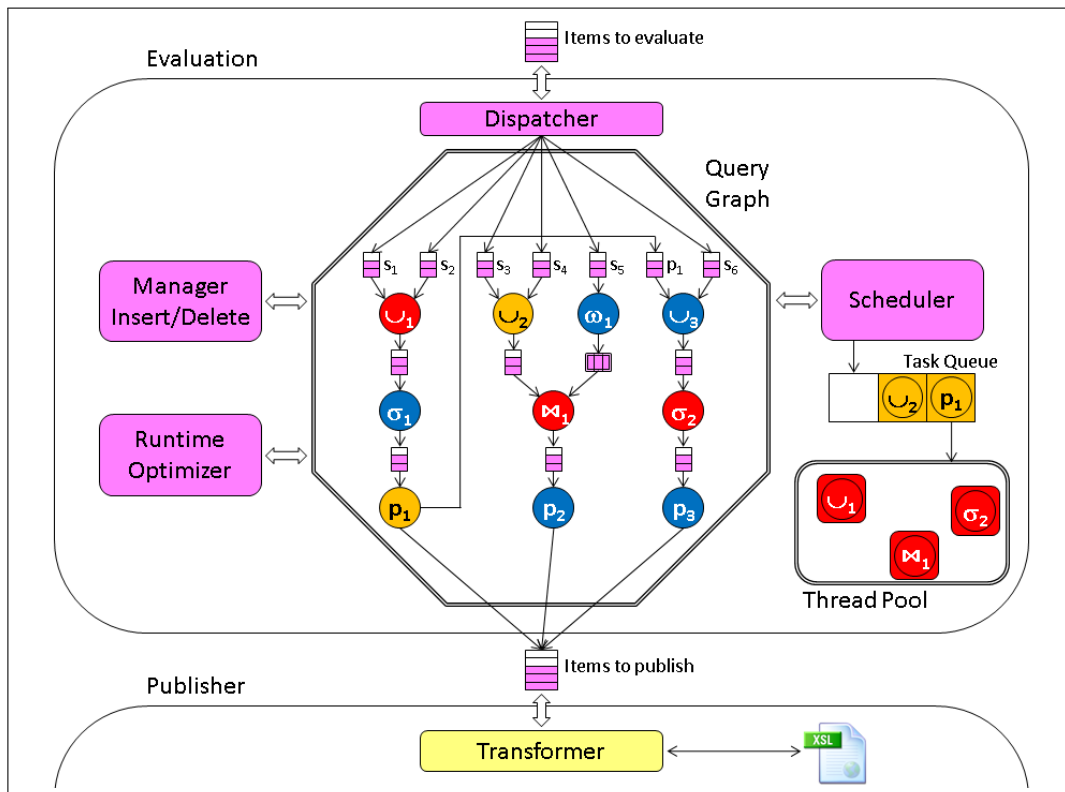 Items to evaluate
Evaluation
Dispatcher
Query
Graph
s₁
s₂
s₃
s₄
s₅
p₁
s₆
Manager
Insert/Delete
Scheduler
∪₁
∪₂
ω₁
∪₃
Task Queue
∪₂
p₁
σ₁
⋈₁
σ₂
Runtime
Optimizer
p₁
p₂
p₃
∪₁
σ₂
⋈₁
Thread Pool
Items to publish
Publisher
Transformer
XSL